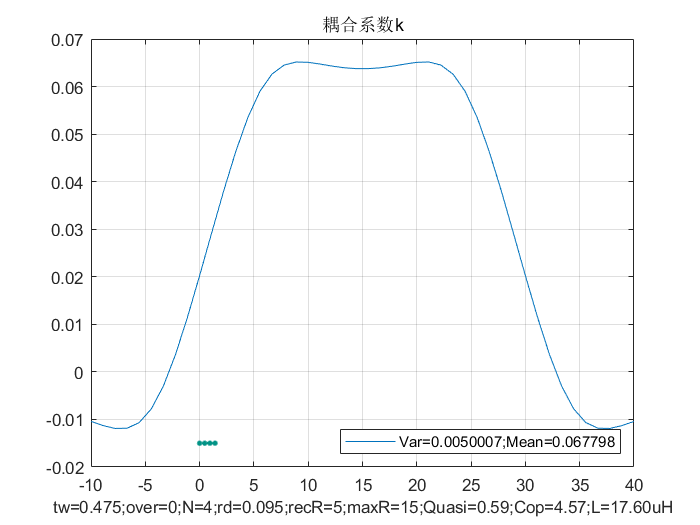 耦合系数k
0.07
0.06
0.05
0.04
0.03
0.02
0.01
0
-0.01
-0.02
Var=0.0050007;Mean=0.067798
-10 -5 0 5 10 15 20 25 30 35 40
tw=0.475;over=0;N=4;rd=0.095;recR=5;maxR=15;Quasi=0.59;Cop=4.57;L=17.60uH